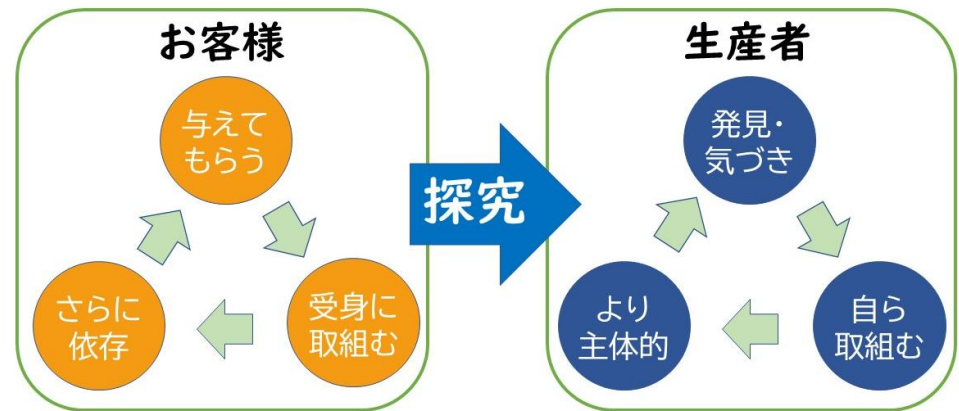 お客様
与えて
もらう
受身に
取組む
さらに
依存
探究
生産者
発見・
気づき
自ら
取組む
より
主体的